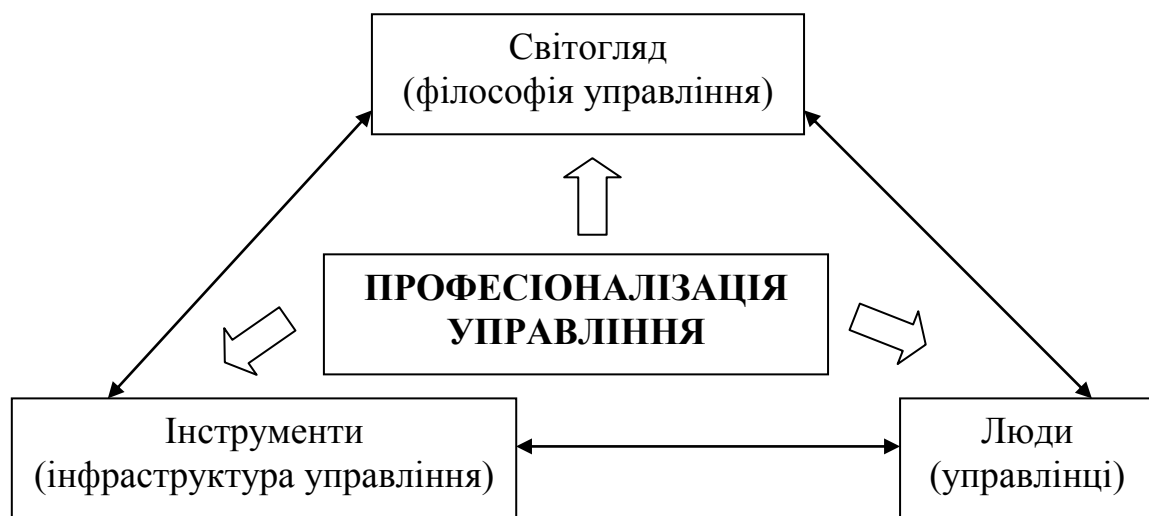 Світогляд
(філософія управління)
ПРОФЕСІОНАЛІЗАЦІЯ
УПРАВЛІННЯ
Інструменти
(інфраструктура управління)
Люди
(управлінці)